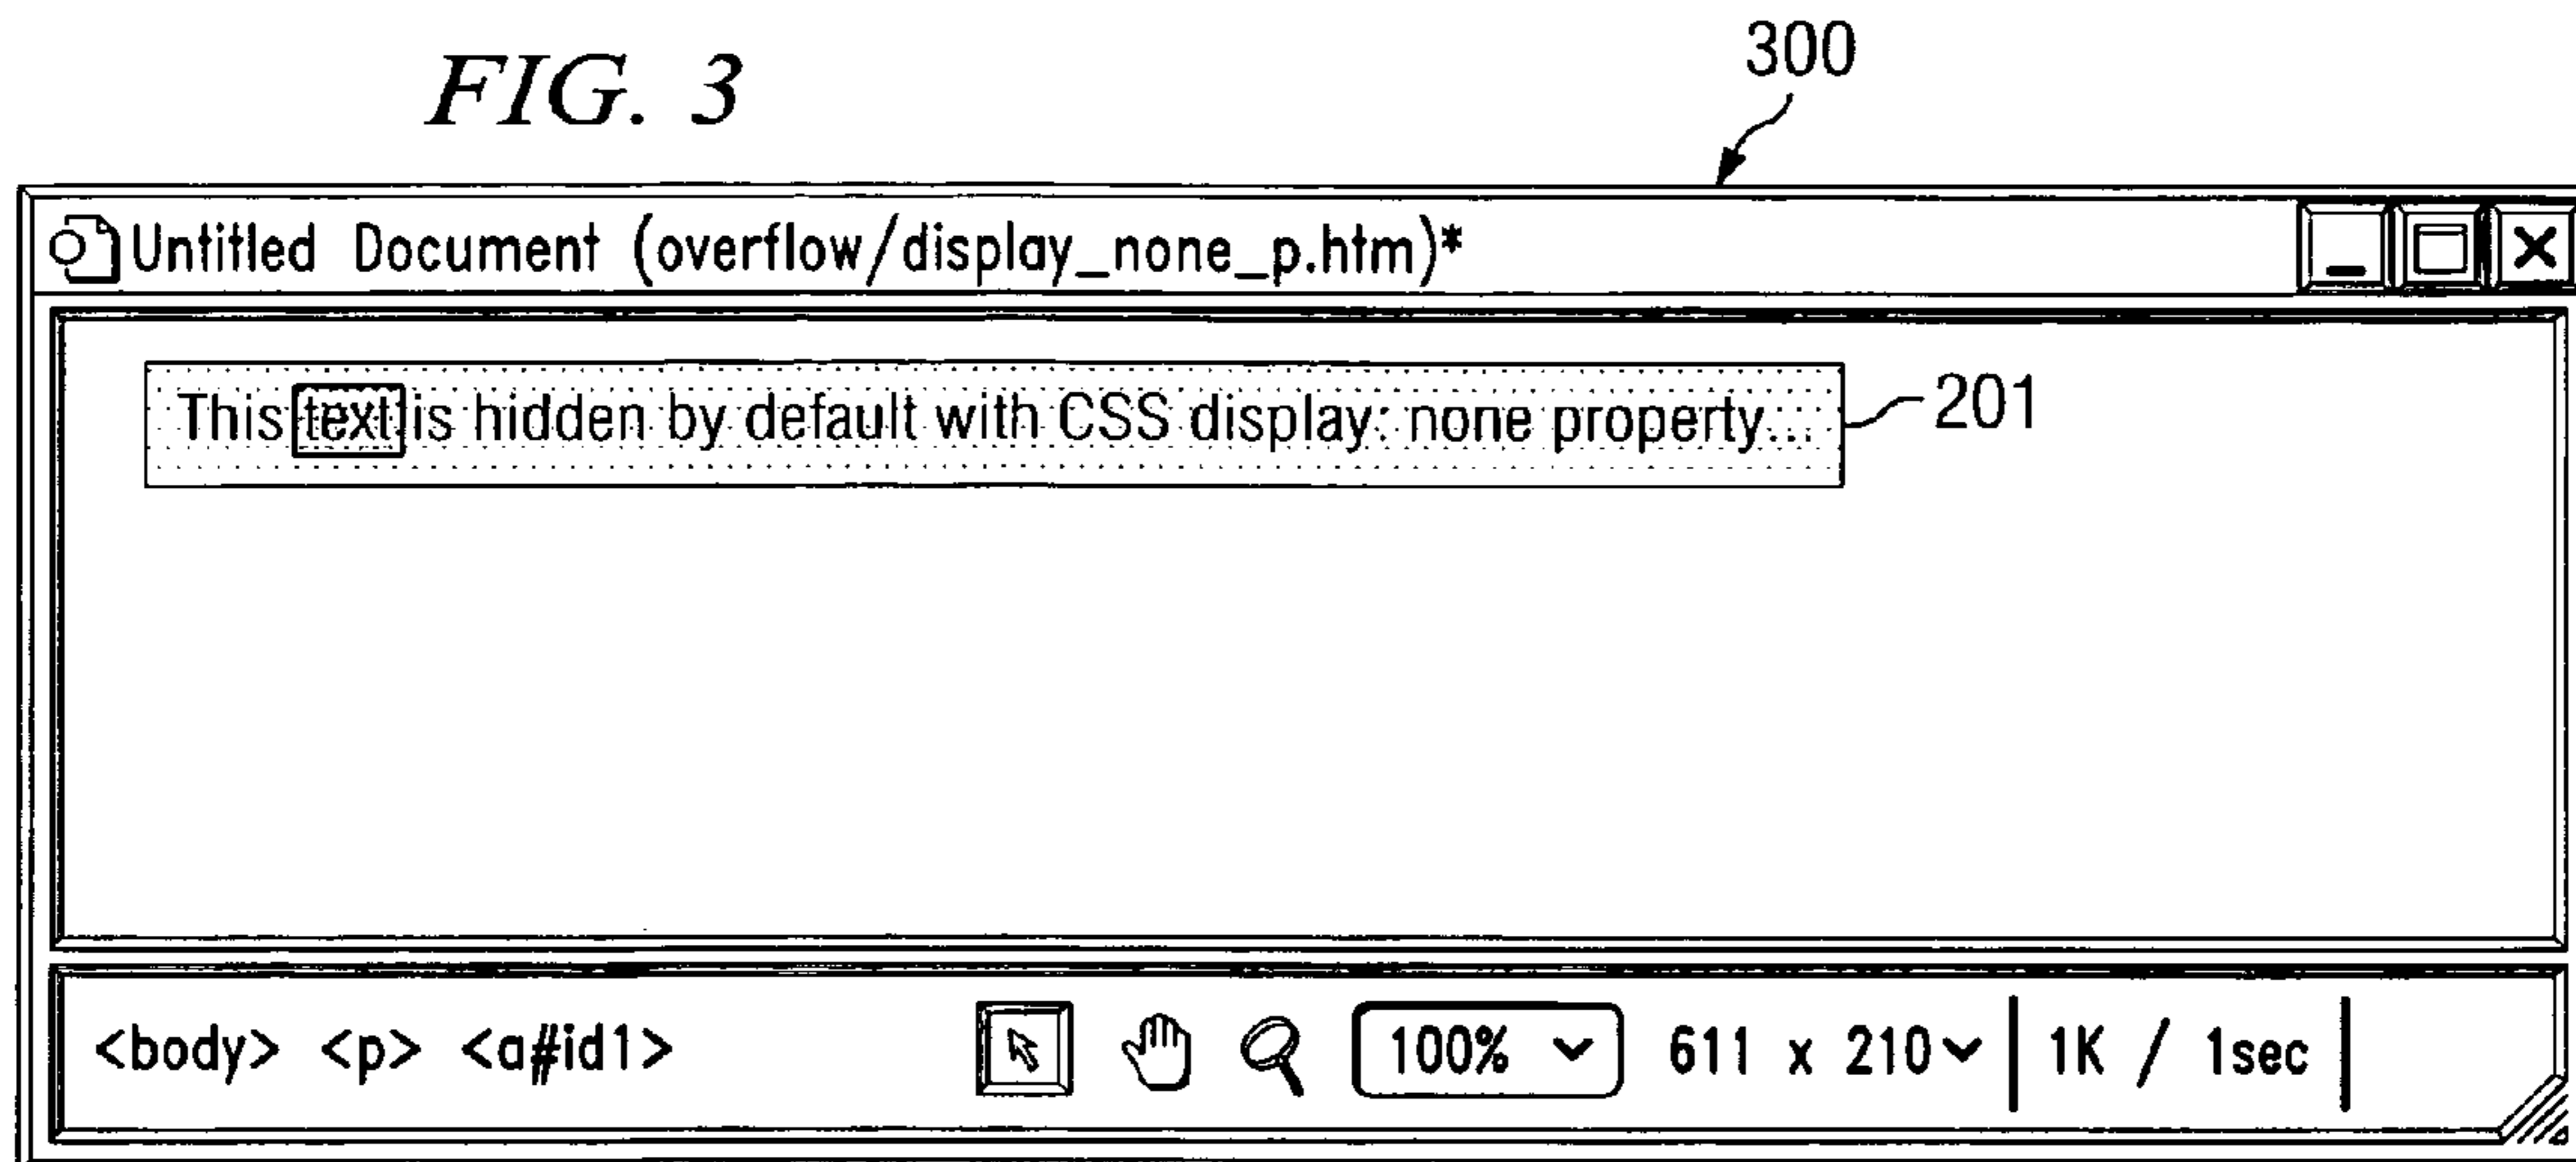 FIG. 3
300
Untitled Document (overflow/display_none_p.htm)*
This text is hidden by default with CSS display: none property...
201
<body> <p> <a#id1> 100% 611 x 210 1K / 1sec